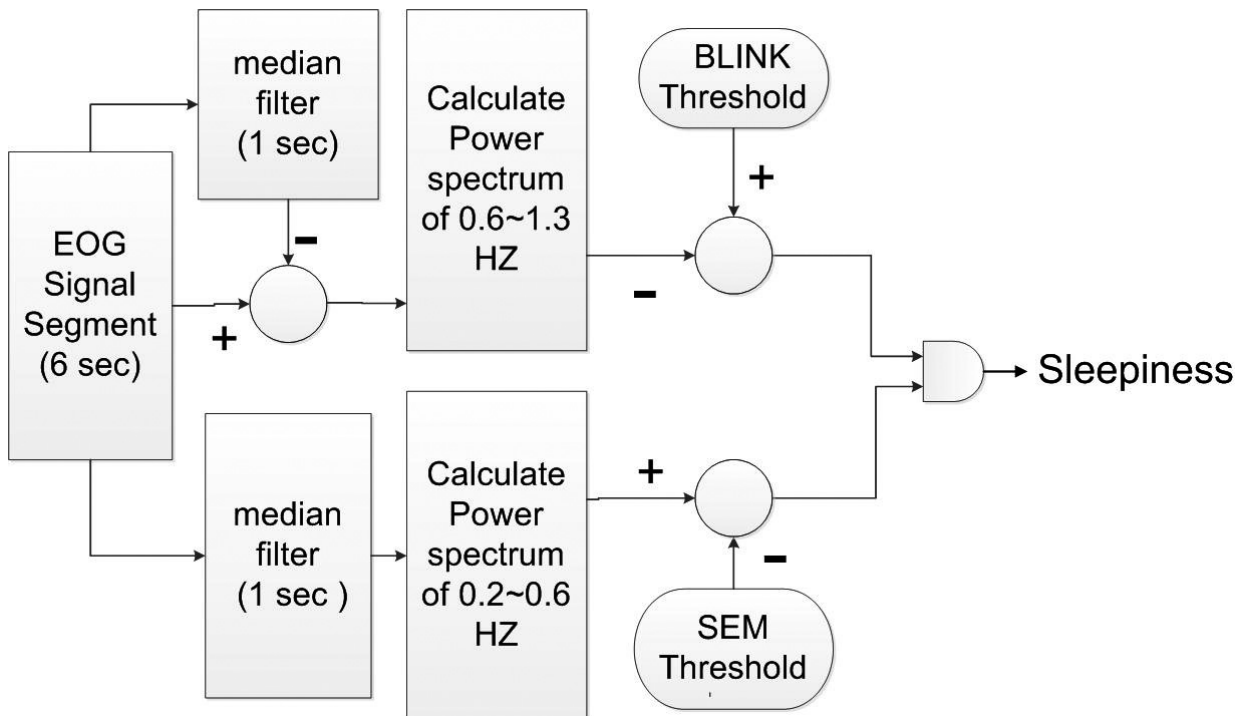 EOG
Signal
Segment
(6 sec)
median
filter
(1 sec)
-
+
Calculate
Power
spectrum
of 0.6~1.3
HZ
BLINK
Threshold
+
-
median
filter
(1 sec )
Calculate
Power
spectrum
of 0.2~0.6
HZ
+
-
SEM
Threshold
Sleepiness